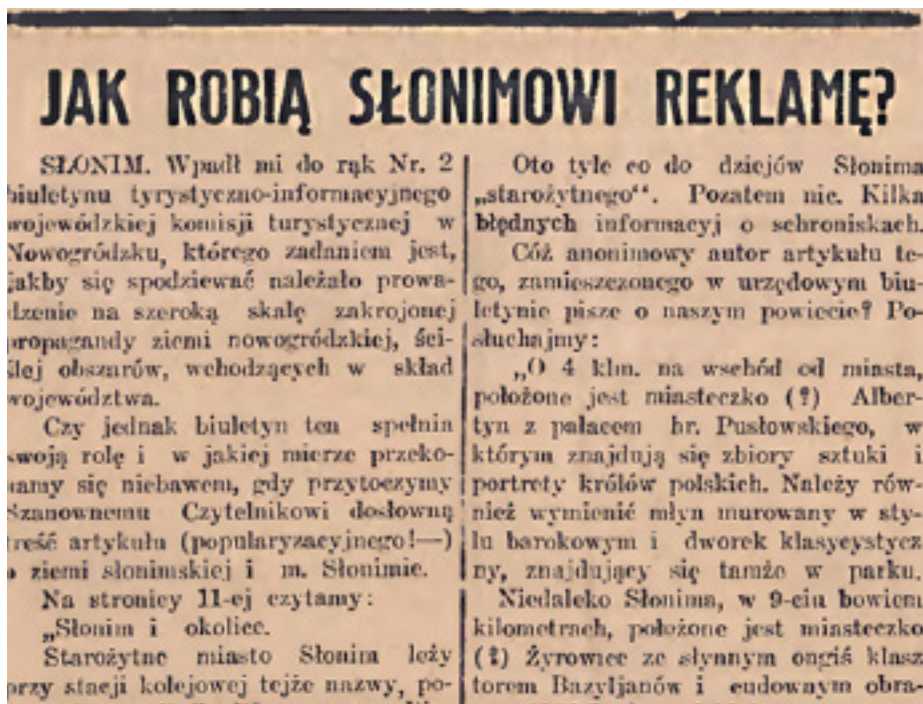 JAK ROBIĄ SŁONIMOWI REKLAMĘ?
SŁONIM. Wpadł mi do rąk Nr. 2
biuletynu tyrystyczno-informacyjnego
wojewódzkiej komisji turystycznej w
Nowogródzku, którego zadaniem jest,
jakby się spodziewać należało prowa-
dzenie na szeroką skalę zakrojonej
propagandy ziemi nowogródzkiej, ści-
ślej obszarów, wchodzących w skład
województwa.
Czy jednak biuletyn ten spełnia
swoją rolę i w jakiej mierze przeko-
namy się niebawem, gdy przytoczymy
Szanownemu Czytelnikowi dosłowną
treść artykułu (popularyzacyjnego!—)
o ziemi słonimskiej i m. Słonimie.
Na stronicy 11-ej czytamy:
„Słonim i okolice.
Starożytne miasto Słonim leży
przy stacji kolejowej tejże nazwy, po-
Oto tyle co do dziejów Słonima
„starożytnego“. Pozatem nic. Kilka
błędnych informacyj o schroniskach.
Cóż anonimowy autor artykułu te-
go, zamieszczonego w urzędowym biu-
letynie pisze o naszym powiecie? Po-
słuchajmy:
„O 4 klm. na wschód od miasta,
położone jest miasteczko (?) Alber-
tyn z pałacem hr. Pusłowskiego, w
którym znajdują się zbiory sztuki i
portrety królów polskich. Należy rów-
nież wymienić młyn murowany w sty-
lu barokowym i dworek klasycystycz
ny, znajdujący się tamże w parku.
Niedaleko Słonima, w 9-ciu bowiem
kilometrach, położone jest miasteczko
(?) Żyrowice ze słynnym ongiś klasz
torem Bazyljanów i cudownym obra-